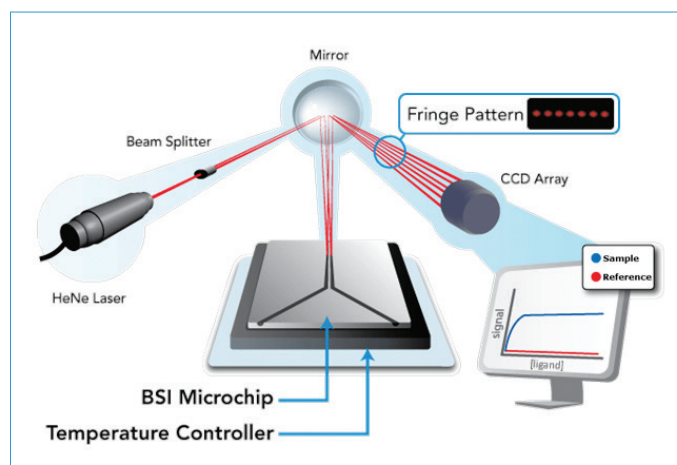 Mirror
Fringe Pattern
Beam Splitter
CCD Array
Sample
Reference
HeNe Laser
signal
[ligand]
BSI Microchip
Temperature Controller